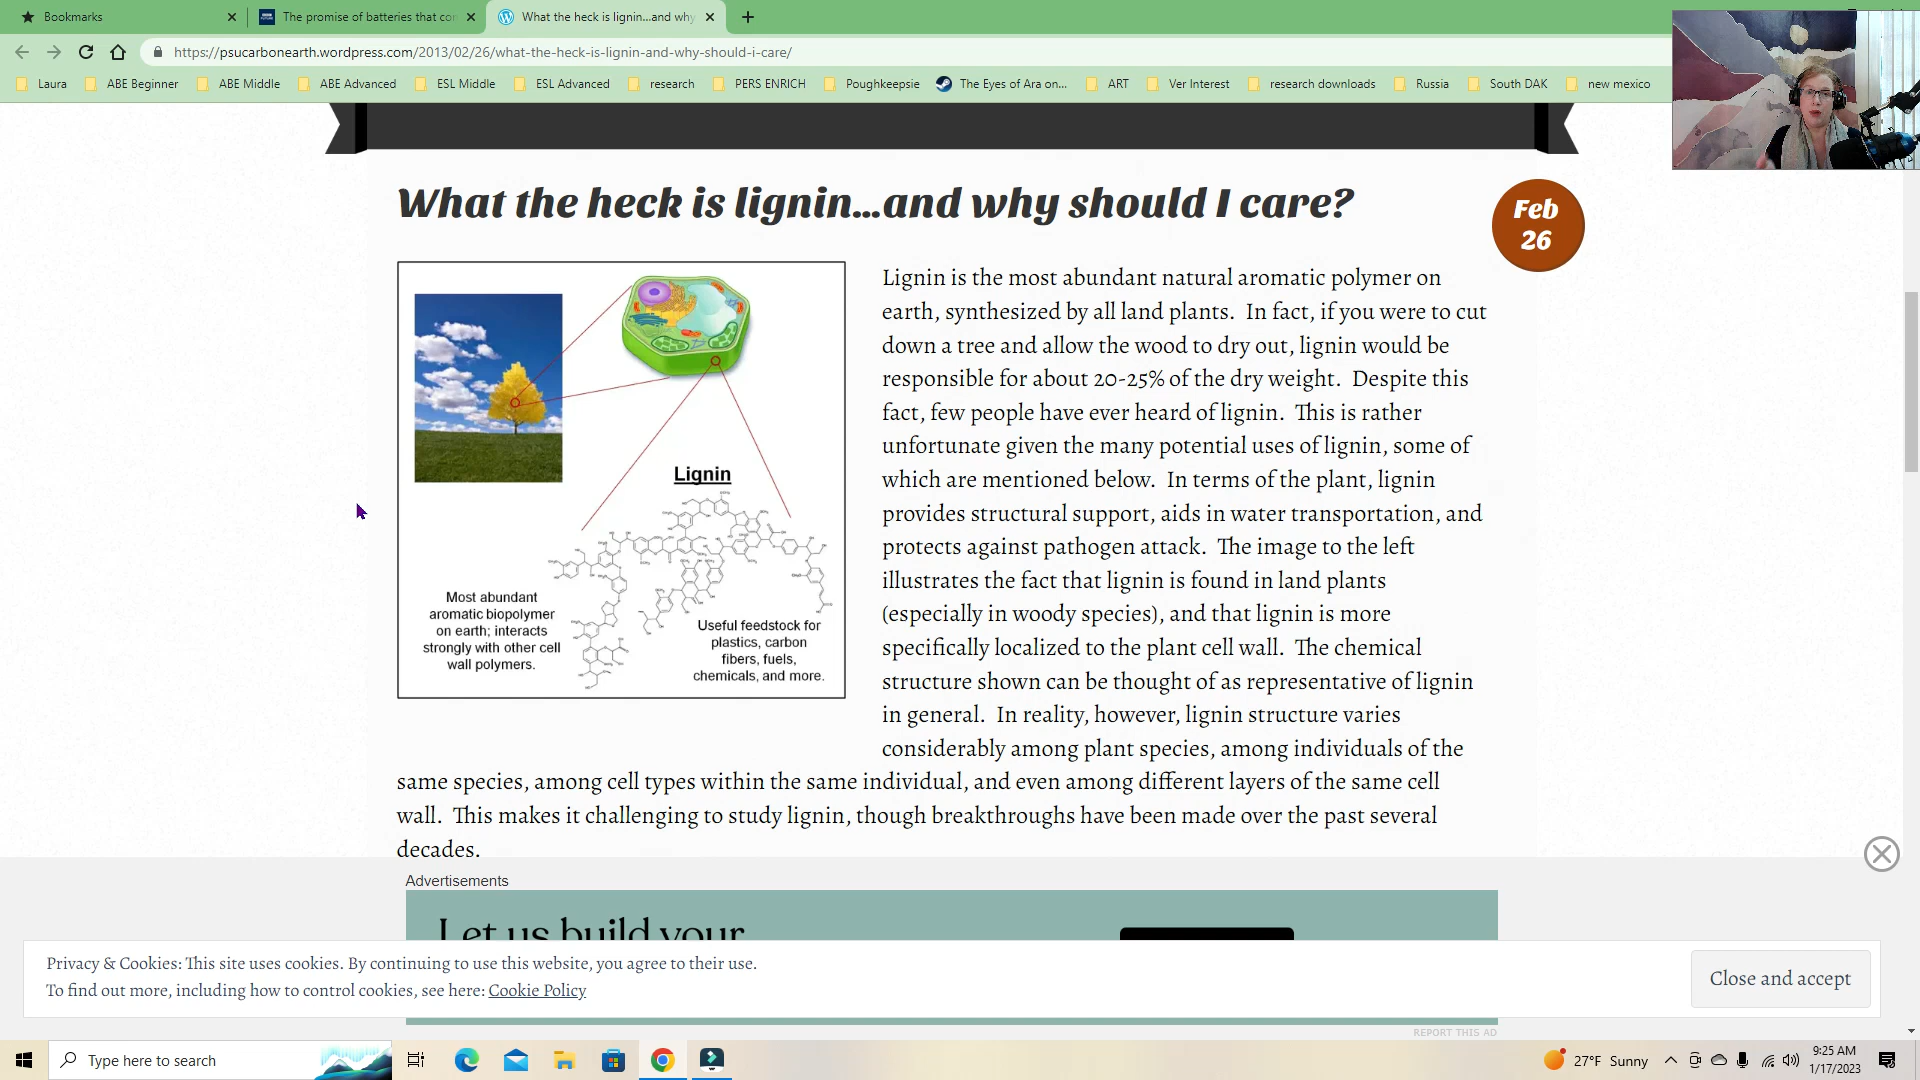 Bookmarks
The promise of batteries that co
What the heck is lignin…and why
https://psucarbonearth.wordpress.com/2013/02/26/what-the-heck-is-lignin-and-why-should-i-care/
Laura ABE Beginner ABE Middle ABE Advanced ESL Middle ESL Advanced research PERS ENRICH Poughkeepsie The Eyes of Ara on... ART Ver Interest research downloads Russia South DAK new mexico
What the heck is lignin…and why should I care?
Feb
26
Lignin
Most abundant
aromatic biopolymer
on earth; interacts
strongly with other cell
wall polymers.
Useful feedstock for
plastics, carbon
fibers, fuels,
chemicals, and more.
Lignin is the most abundant natural aromatic polymer on
earth, synthesized by all land plants. In fact, if you were to cut
down a tree and allow the wood to dry out, lignin would be
responsible for about 20-25% of the dry weight. Despite this
fact, few people have ever heard of lignin. This is rather
unfortunate given the many potential uses of lignin, some of
which are mentioned below. In terms of the plant, lignin
provides structural support, aids in water transportation, and
protects against pathogen attack. The image to the left
illustrates the fact that lignin is found in land plants
(especially in woody species), and that lignin is more
specifically localized to the plant cell wall. The chemical
structure shown can be thought of as representative of lignin
in general. In reality, however, lignin structure varies
considerably among plant species, among individuals of the
same species, among cell types within the same individual, and even among different layers of the same cell
wall. This makes it challenging to study lignin, though breakthroughs have been made over the past several
decades.
Advertisements
Let us build your
Privacy & Cookies: This site uses cookies. By continuing to use this website, you agree to their use.
To find out more, including how to control cookies, see here: Cookie Policy
Close and accept
REPORT THIS AD
Type here to search
27°F Sunny
9:25 AM
1/17/2023